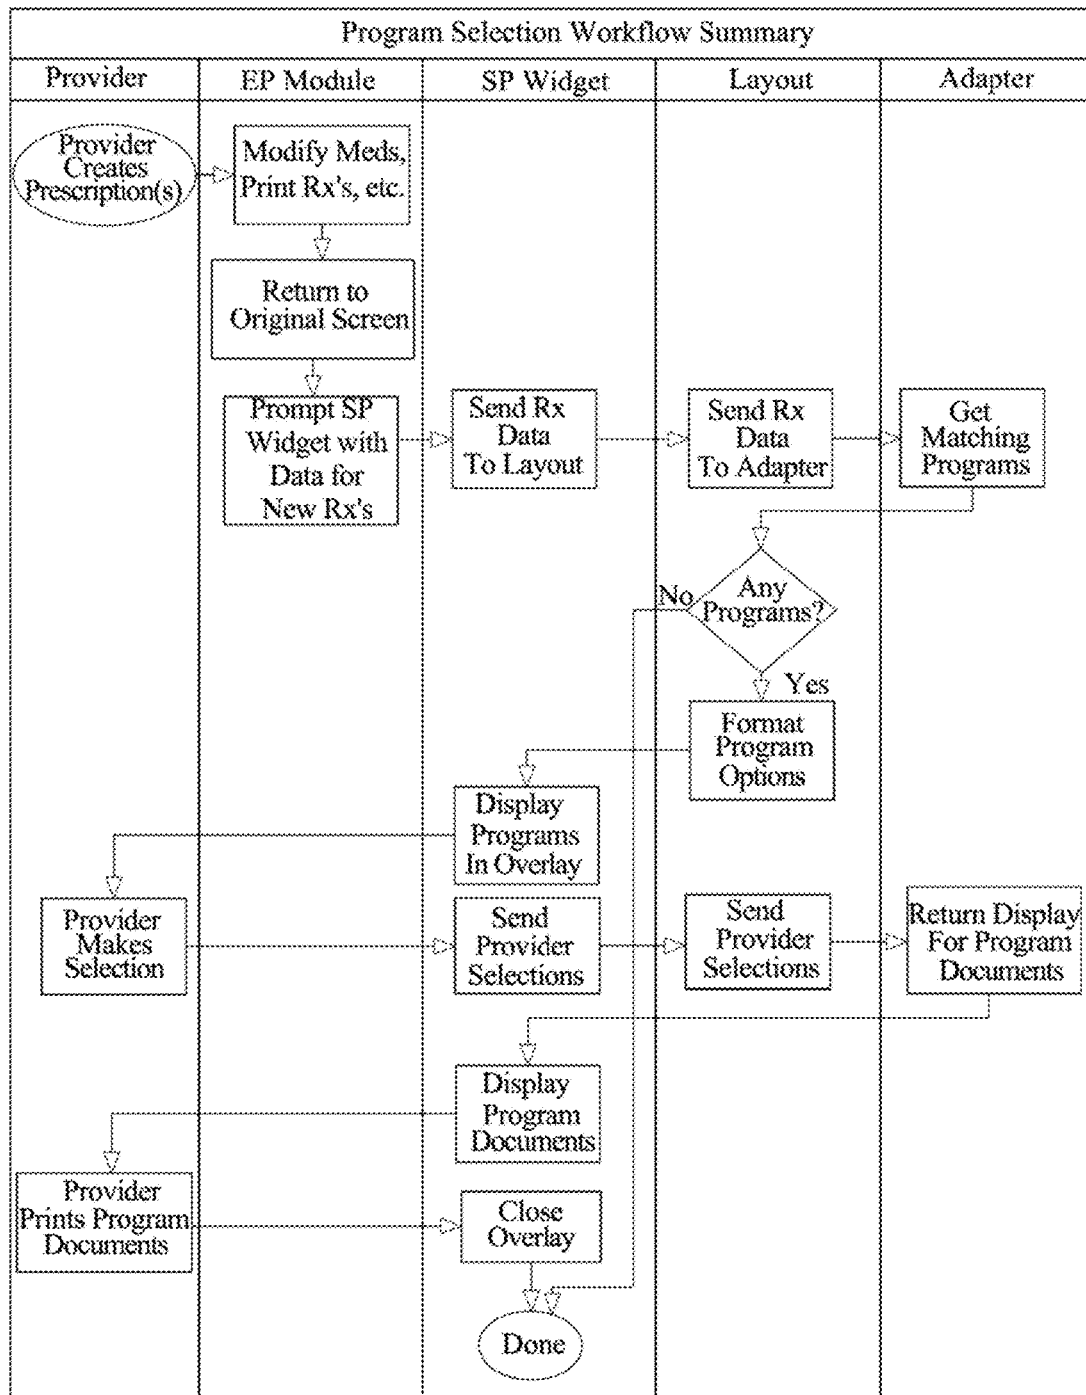 Program Selection Workflow Summary
Provider
EP Module
SP Widget
Layout
Adapter
Provider
Creates
Prescription(s)
Modify Meds,
Print Rx's, etc.
Return to
Original Screen
Prompt SP
Widget with
Data for
New Rx's
Send Rx
Data
To Layout
Send Rx
Data
To Adapter
Get
Matching
Programs
Any
Programs?
No
Yes
Format
Program
Options
Display
Programs
In Overlay
Provider
Makes
Selection
Send
Provider
Selections
Send
Provider
Selections
Return Display
For Program
Documents
Display
Program
Documents
Provider
Prints Program
Documents
Close
Overlay
Done